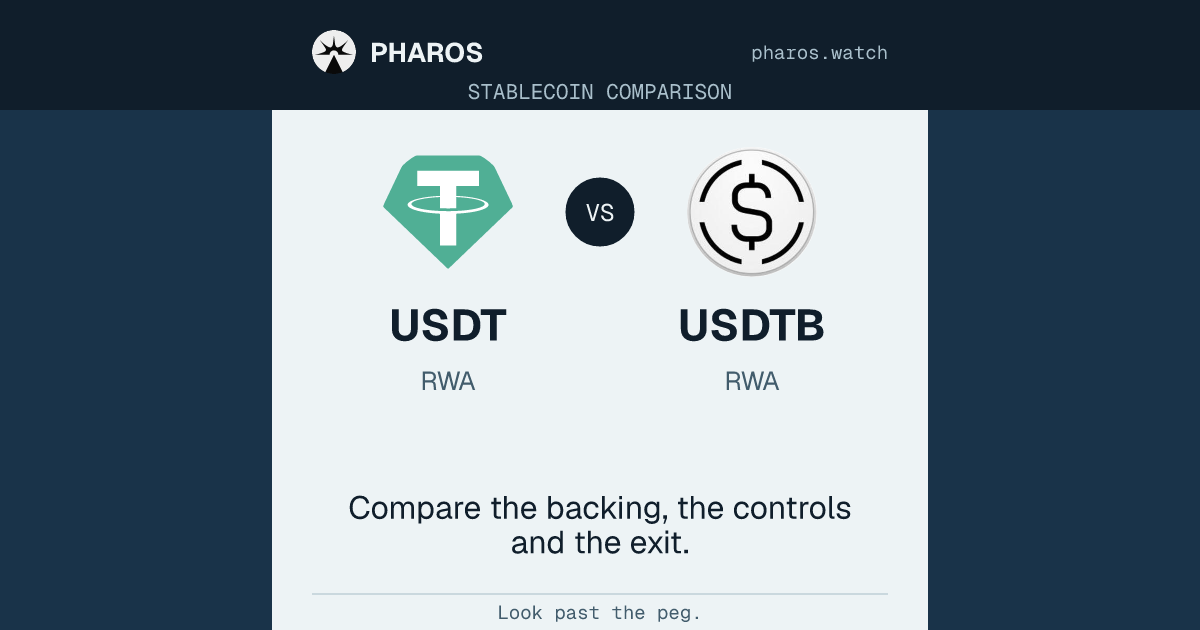 PHAROS
pharos.watch
STABLECOIN COMPARISON
VS
USDT
USDTB
RWA
RWA
Compare the backing, the controls
and the exit.
Look past the peg.